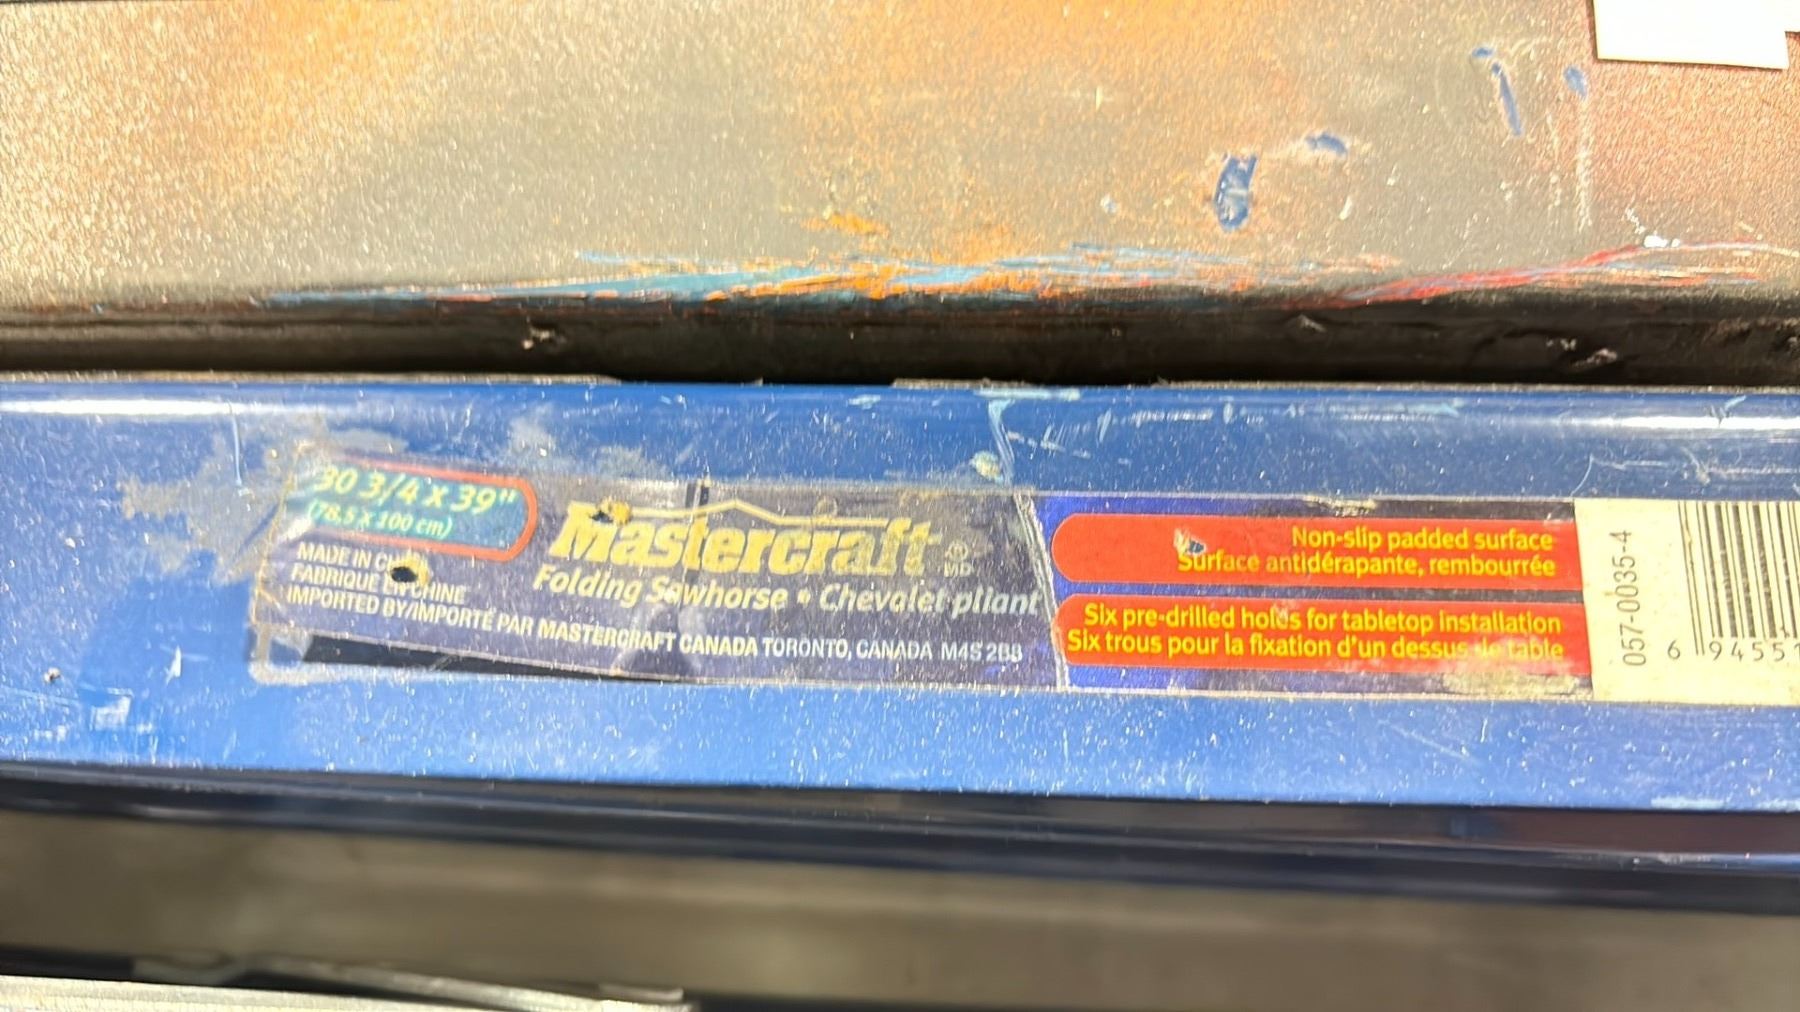 30 3/4 X 39"
(78.5 X 100 cm)
MADE IN CHINE
FABRIQUÉ EN CHINE
IMPORTED BY/IMPORTÉ PAR MASTERCRAFT CANADA TORONTO, CANADA M4S 2B8
Mastercraft ® MD
Folding Sawhorse • Chevalet pliant
Non-slip padded surface
Surface antidérapante, rembourrée
Six pre-drilled holes for tabletop installation
Six trous pour la fixation d'un dessus de table
057-0035-4
6 94551